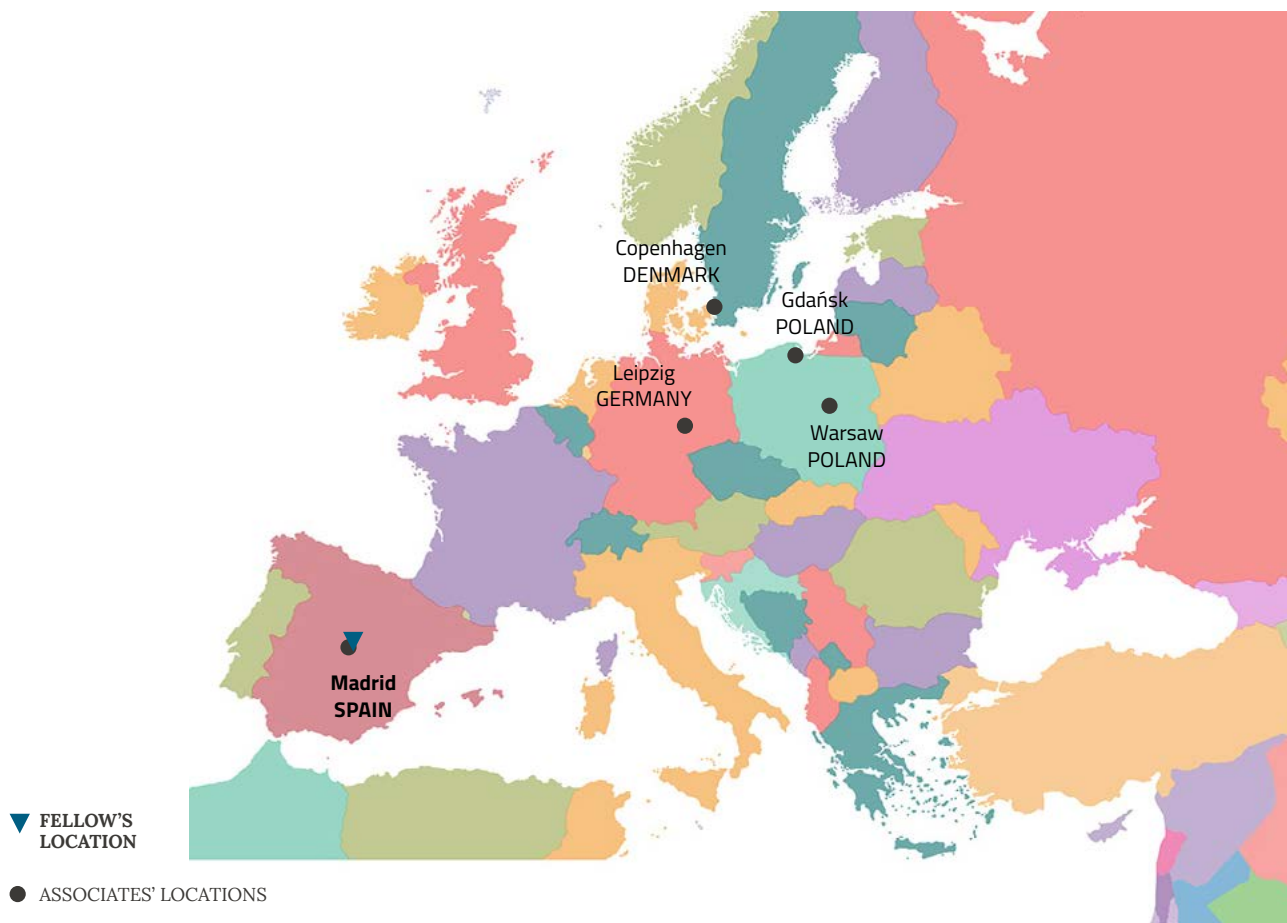 Copenhagen
DENMARK
Gdańsk
POLAND
Leipzig
GERMANY
Warsaw
POLAND
Madrid
SPAIN
FELLOW'S
LOCATION
ASSOCIATES' LOCATIONS